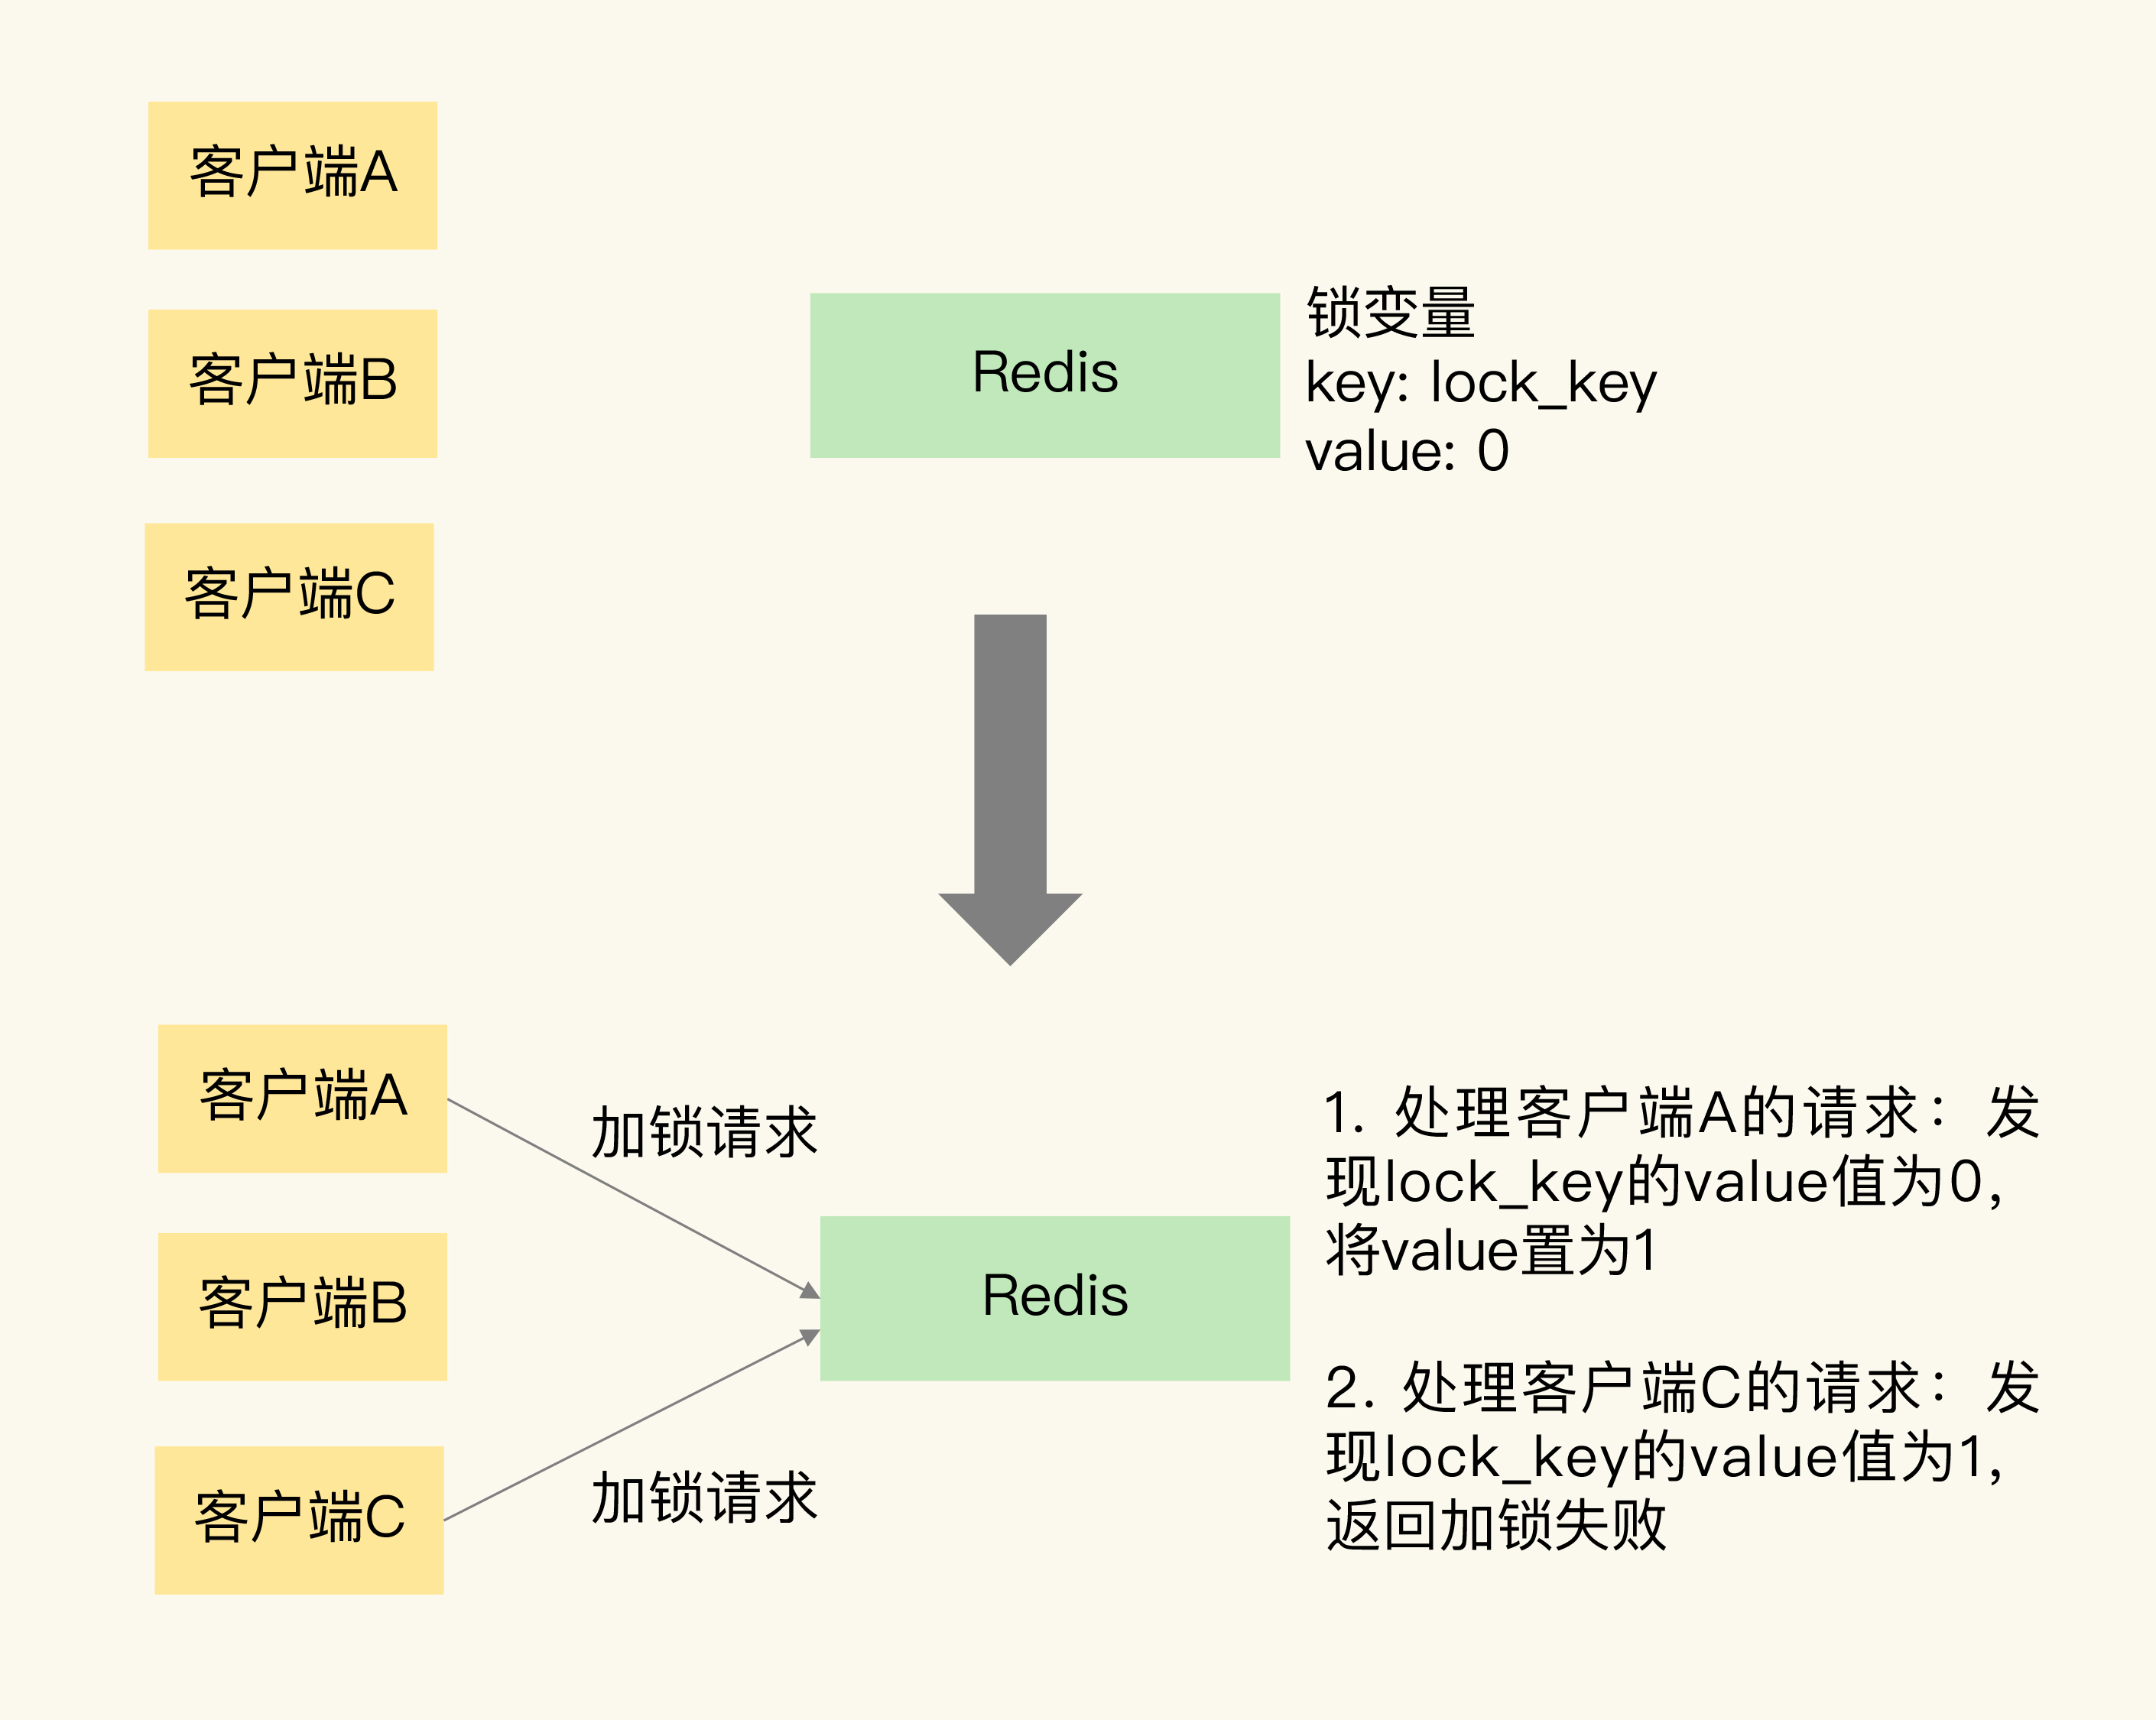 客户端A
客户端B
客户端C
Redis
锁变量
key: lock_key
value: 0
客户端A
客户端B
客户端C
加锁请求
加锁请求
Redis
1. 处理客户端A的请求：发
现lock_key的value值为0,
将value置为1
2. 处理客户端C的请求：发
现lock_key的value值为1,
返回加锁失败